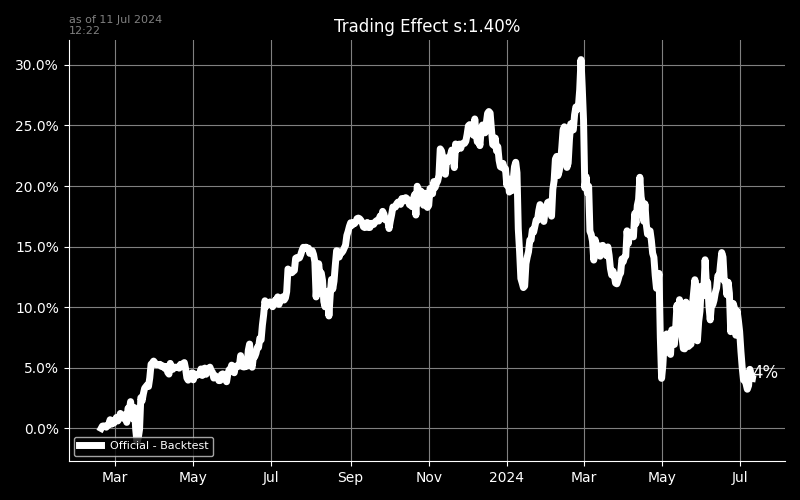 as of 11 Jul 2024
12:22
Trading Effect s:1.40%
30.0%
25.0%
20.0%
15.0%
10.0%
5.0%
0.0%
4%
Official - Backtest
Mar May Jul Sep Nov 2024 Mar May Jul